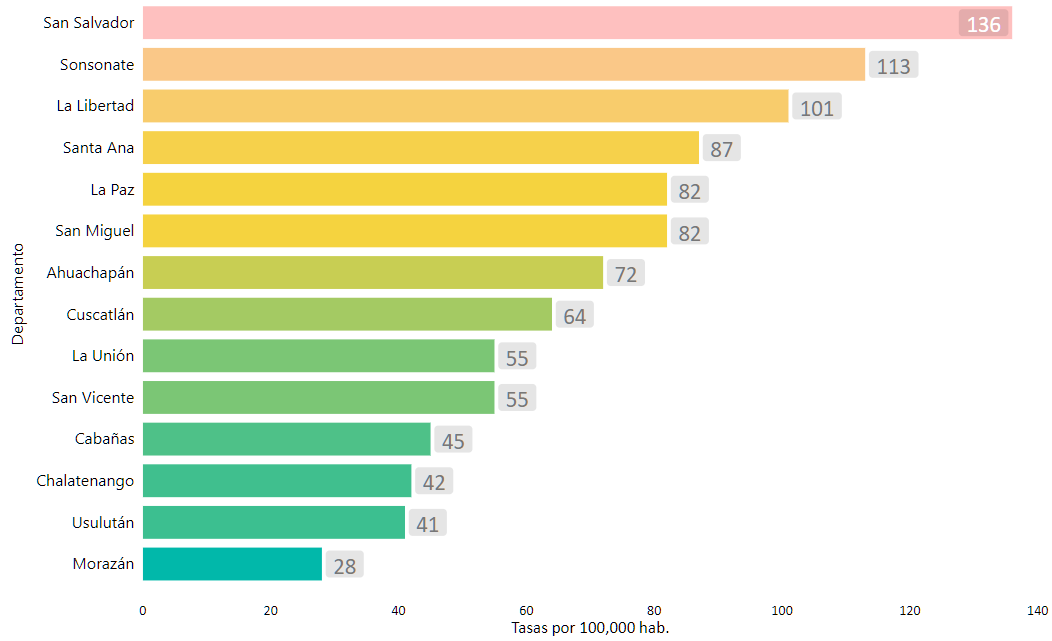 San Salvador 136
Sonsonate 113
La Libertad 101
Santa Ana 87
La Paz 82
San Miguel 82
Ahuachapán 72
Cuscatlán 64
La Unión 55
San Vicente 55
Cabañas 45
Chalatenango 42
Usulután 41
Morazán 28
Departamento
0 20 40 60 80 100 120 140
Tasas por 100,000 hab.